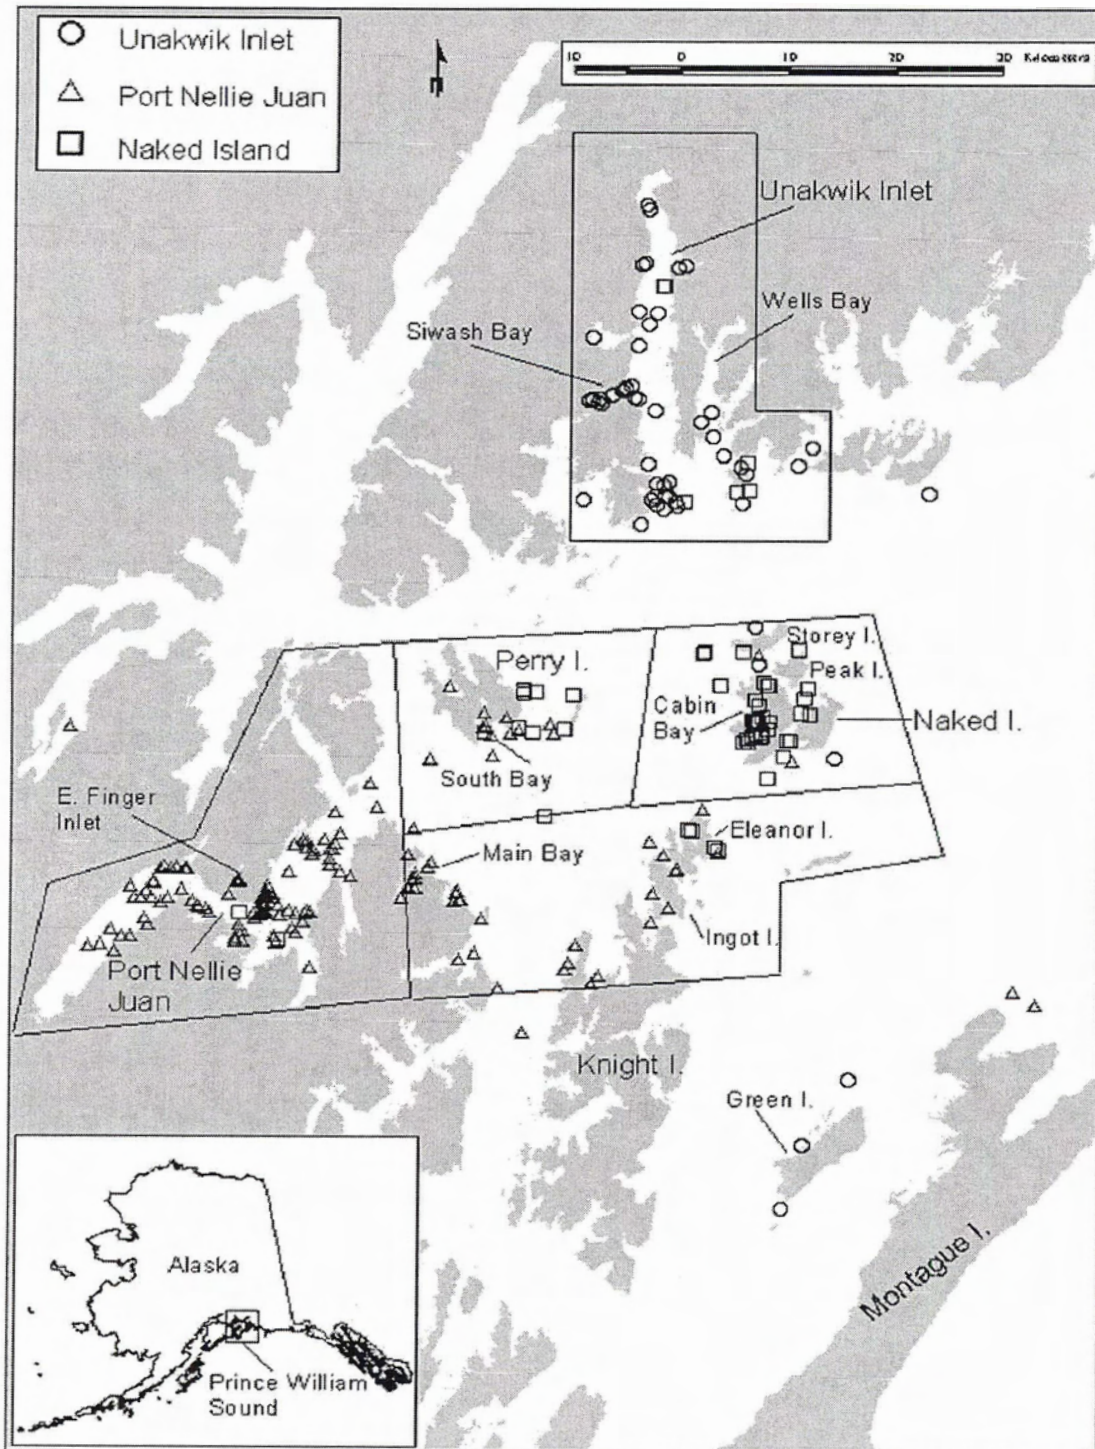 Unakwik Inlet
Port Nellie Juan
Naked Island
n
10 0 10 20 30 Kilometers
Unakwik Inlet
Wells Bay
Siwash Bay
Perry I.
Storey I.
Peak I.
Cabin
Bay
Naked I.
South Bay
E. Finger
Inlet
Main Bay
Eleanor I.
Ingot I.
Port Nellie
Juan
Knight I.
Green I.
Montague I.
Alaska
Prince William
Sound